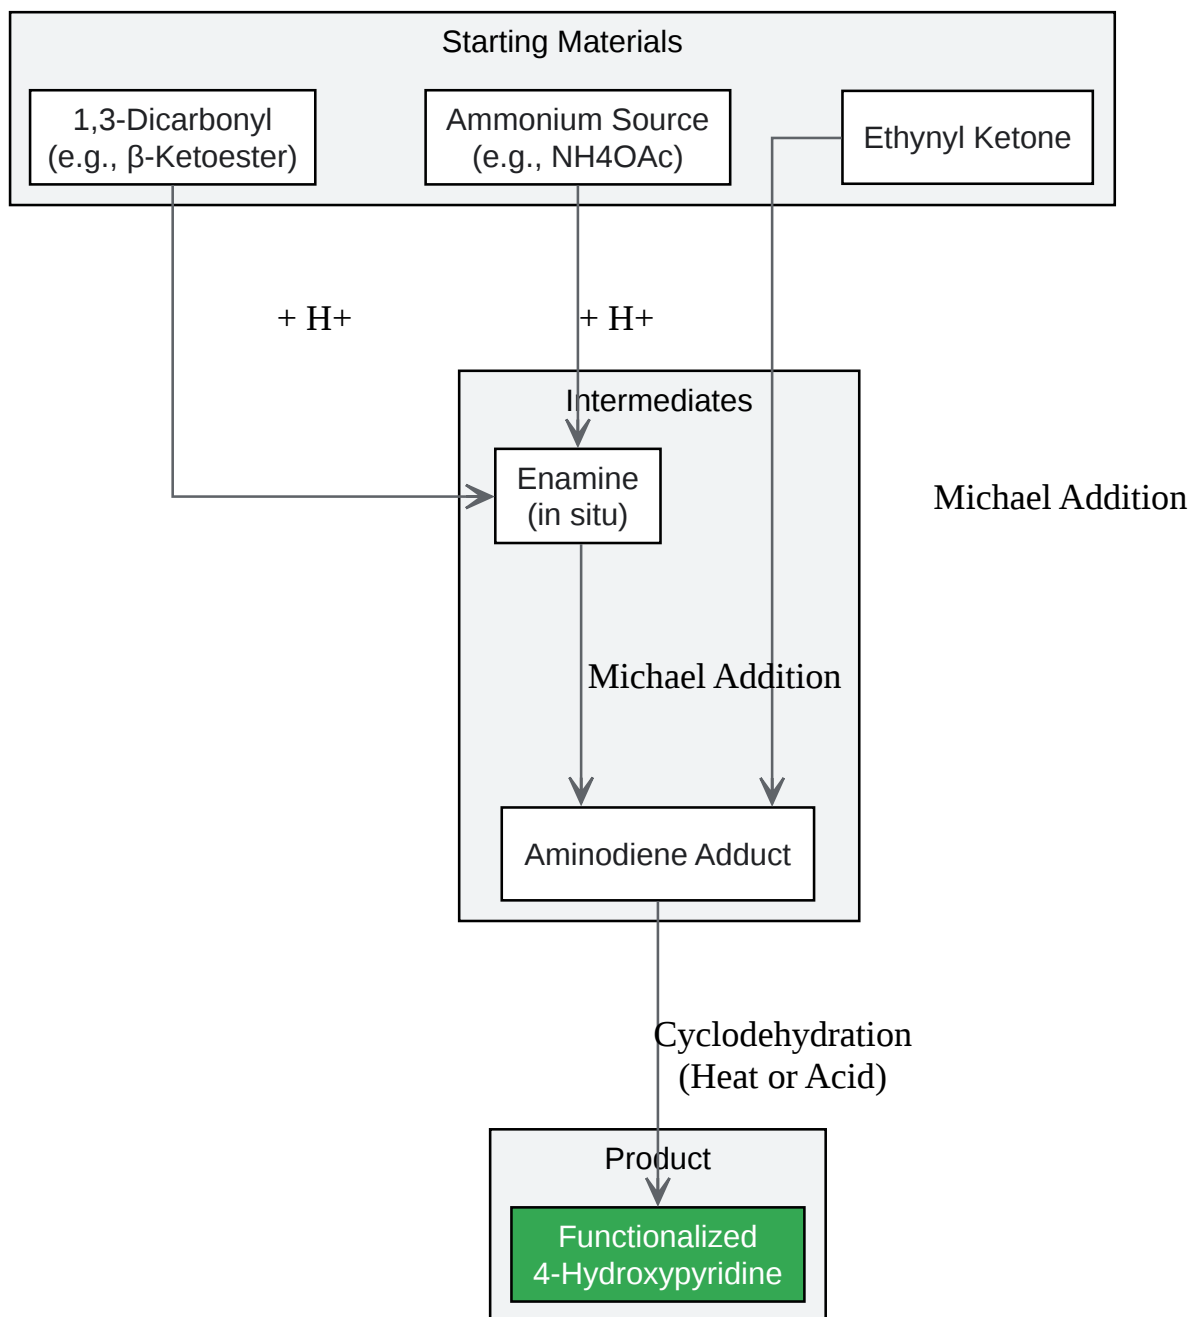 Starting Materials
1,3-Dicarbonyl
(e.g., β-Ketoester)
Ammonium Source
(e.g., NH4OAc)
Ethynyl Ketone
+ H+
+ H+
Intermediates
Enamine
(in situ)
Michael Addition
Michael Addition
Aminodiene Adduct
Cyclodehydration
(Heat or Acid)
Product
Functionalized
4-Hydroxypyridine